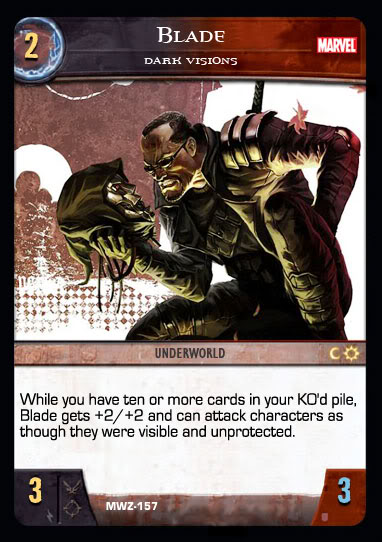 2
BLADE
DARK VISIONS
MARVEL
UNDERWORLD
While you have ten or more cards in your KO'd pile,
Blade gets +2/+2 and can attack characters as
though they were visible and unprotected.
3
MWZ-157
3